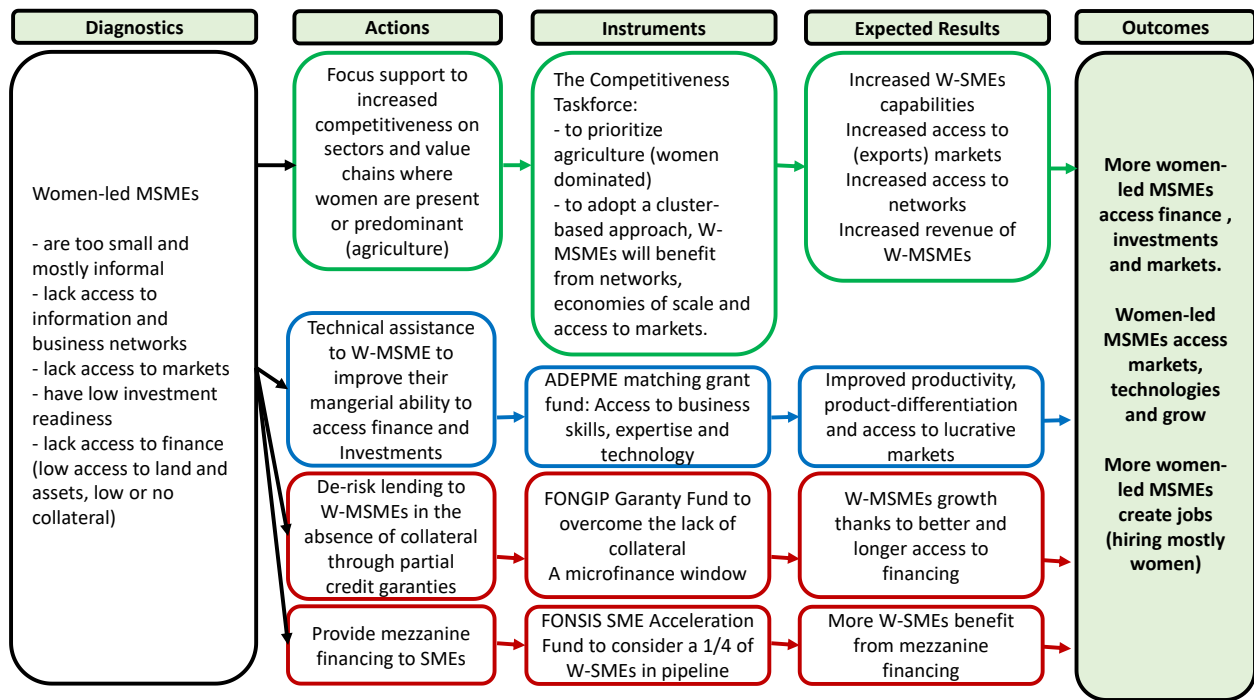 Diagnostics
Actions
Instruments
Expected Results
Outcomes
Women-led MSMEs
- are too small and
mostly informal
- lack access to
information and
business networks
- lack access to markets
- have low investment
readiness
- lack access to finance
(low access to land and
assets, low or no
collateral)
Focus support to
increased
competitiveness on
sectors and value
chains where
women are present
or predominant
(agriculture)
The Competitiveness
Taskforce:
- to prioritize
agriculture (women
dominated)
- to adopt a cluster-
based approach, W-
MSMEs will benefit
from networks,
economies of scale and
access to markets.
Increased W-SMEs
capabilities
Increased access to
(exports) markets
Increased access to
networks
Increased revenue of
W-MSMEs
Technical assistance
to W-MSME to
improve their
mangerial ability to
access finance and
Investments
ADEPME matching grant
fund: Access to business
skills, expertise and
technology
Improved productivity,
product-differentiation
and access to lucrative
markets
De-risk lending to
W-MSMEs in the
absence of collateral
through partial
credit garanties
FONGIP Garanty Fund to
overcome the lack of
collateral
A microfinance window
W-MSMEs growth
thanks to better and
longer access to
financing
Provide mezzanine
financing to SMEs
FONSIS SME Acceleration
Fund to consider a 1/4 of
W-SMEs in pipeline
More W-SMEs benefit
from mezzanine
financing
More women-
led MSMEs
access finance ,
investments
and markets.
Women-led
MSMEs access
markets,
technologies
and grow
More women-
led MSMEs
create jobs
(hiring mostly
women)